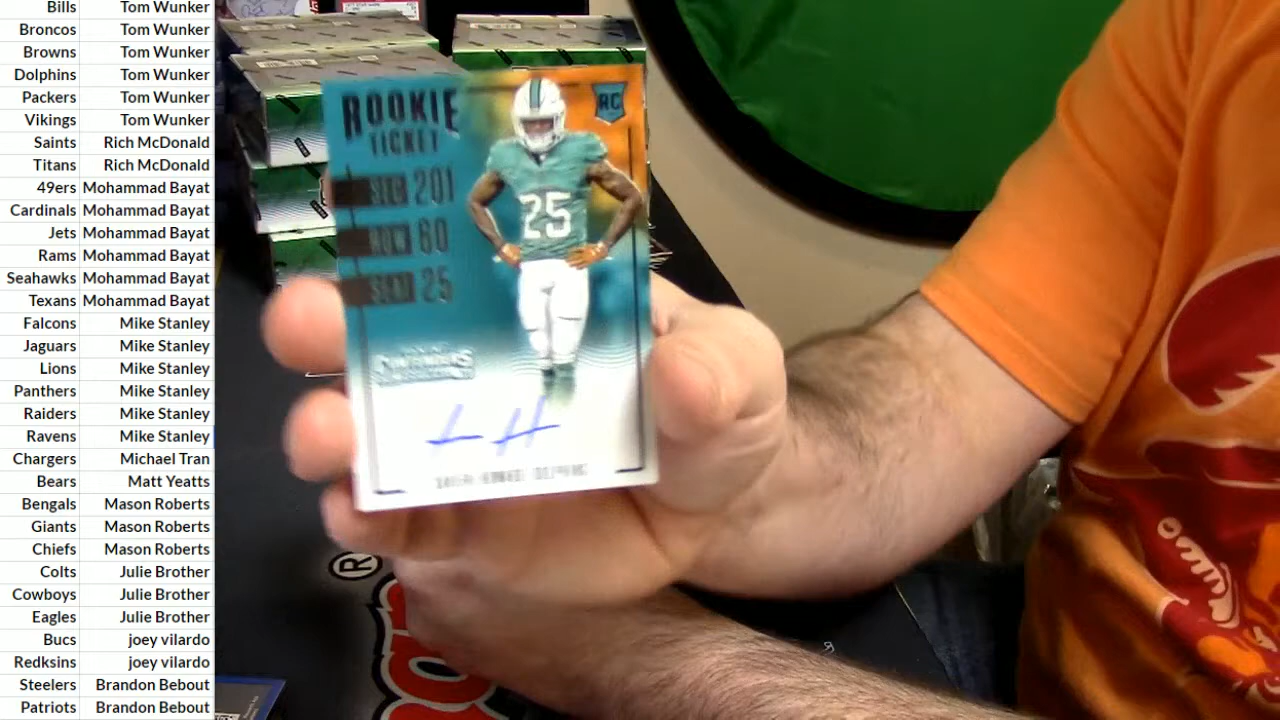 Bills Tom Wunker
Broncos Tom Wunker
Browns Tom Wunker
Dolphins Tom Wunker
Packers Tom Wunker
Vikings Tom Wunker
Saints Rich McDonald
Titans Rich McDonald
49ers Mohammad Bayat
Cardinals Mohammad Bayat
Jets Mohammad Bayat
Rams Mohammad Bayat
Seahawks Mohammad Bayat
Texans Mohammad Bayat
Falcons Mike Stanley
Jaguars Mike Stanley
Lions Mike Stanley
Panthers Mike Stanley
Raiders Mike Stanley
Ravens Mike Stanley
Chargers Michael Tran
Bears Matt Yeatts
Bengals Mason Roberts
Giants Mason Roberts
Chiefs Mason Roberts
Colts Julie Brother
Cowboys Julie Brother
Eagles Julie Brother
Bucs joey vilardo
Redksins joey vilardo
Steelers Brandon Bebout
Patriots Brandon Bebout
ROOKIE
TICKET
RC
201
60
25
25